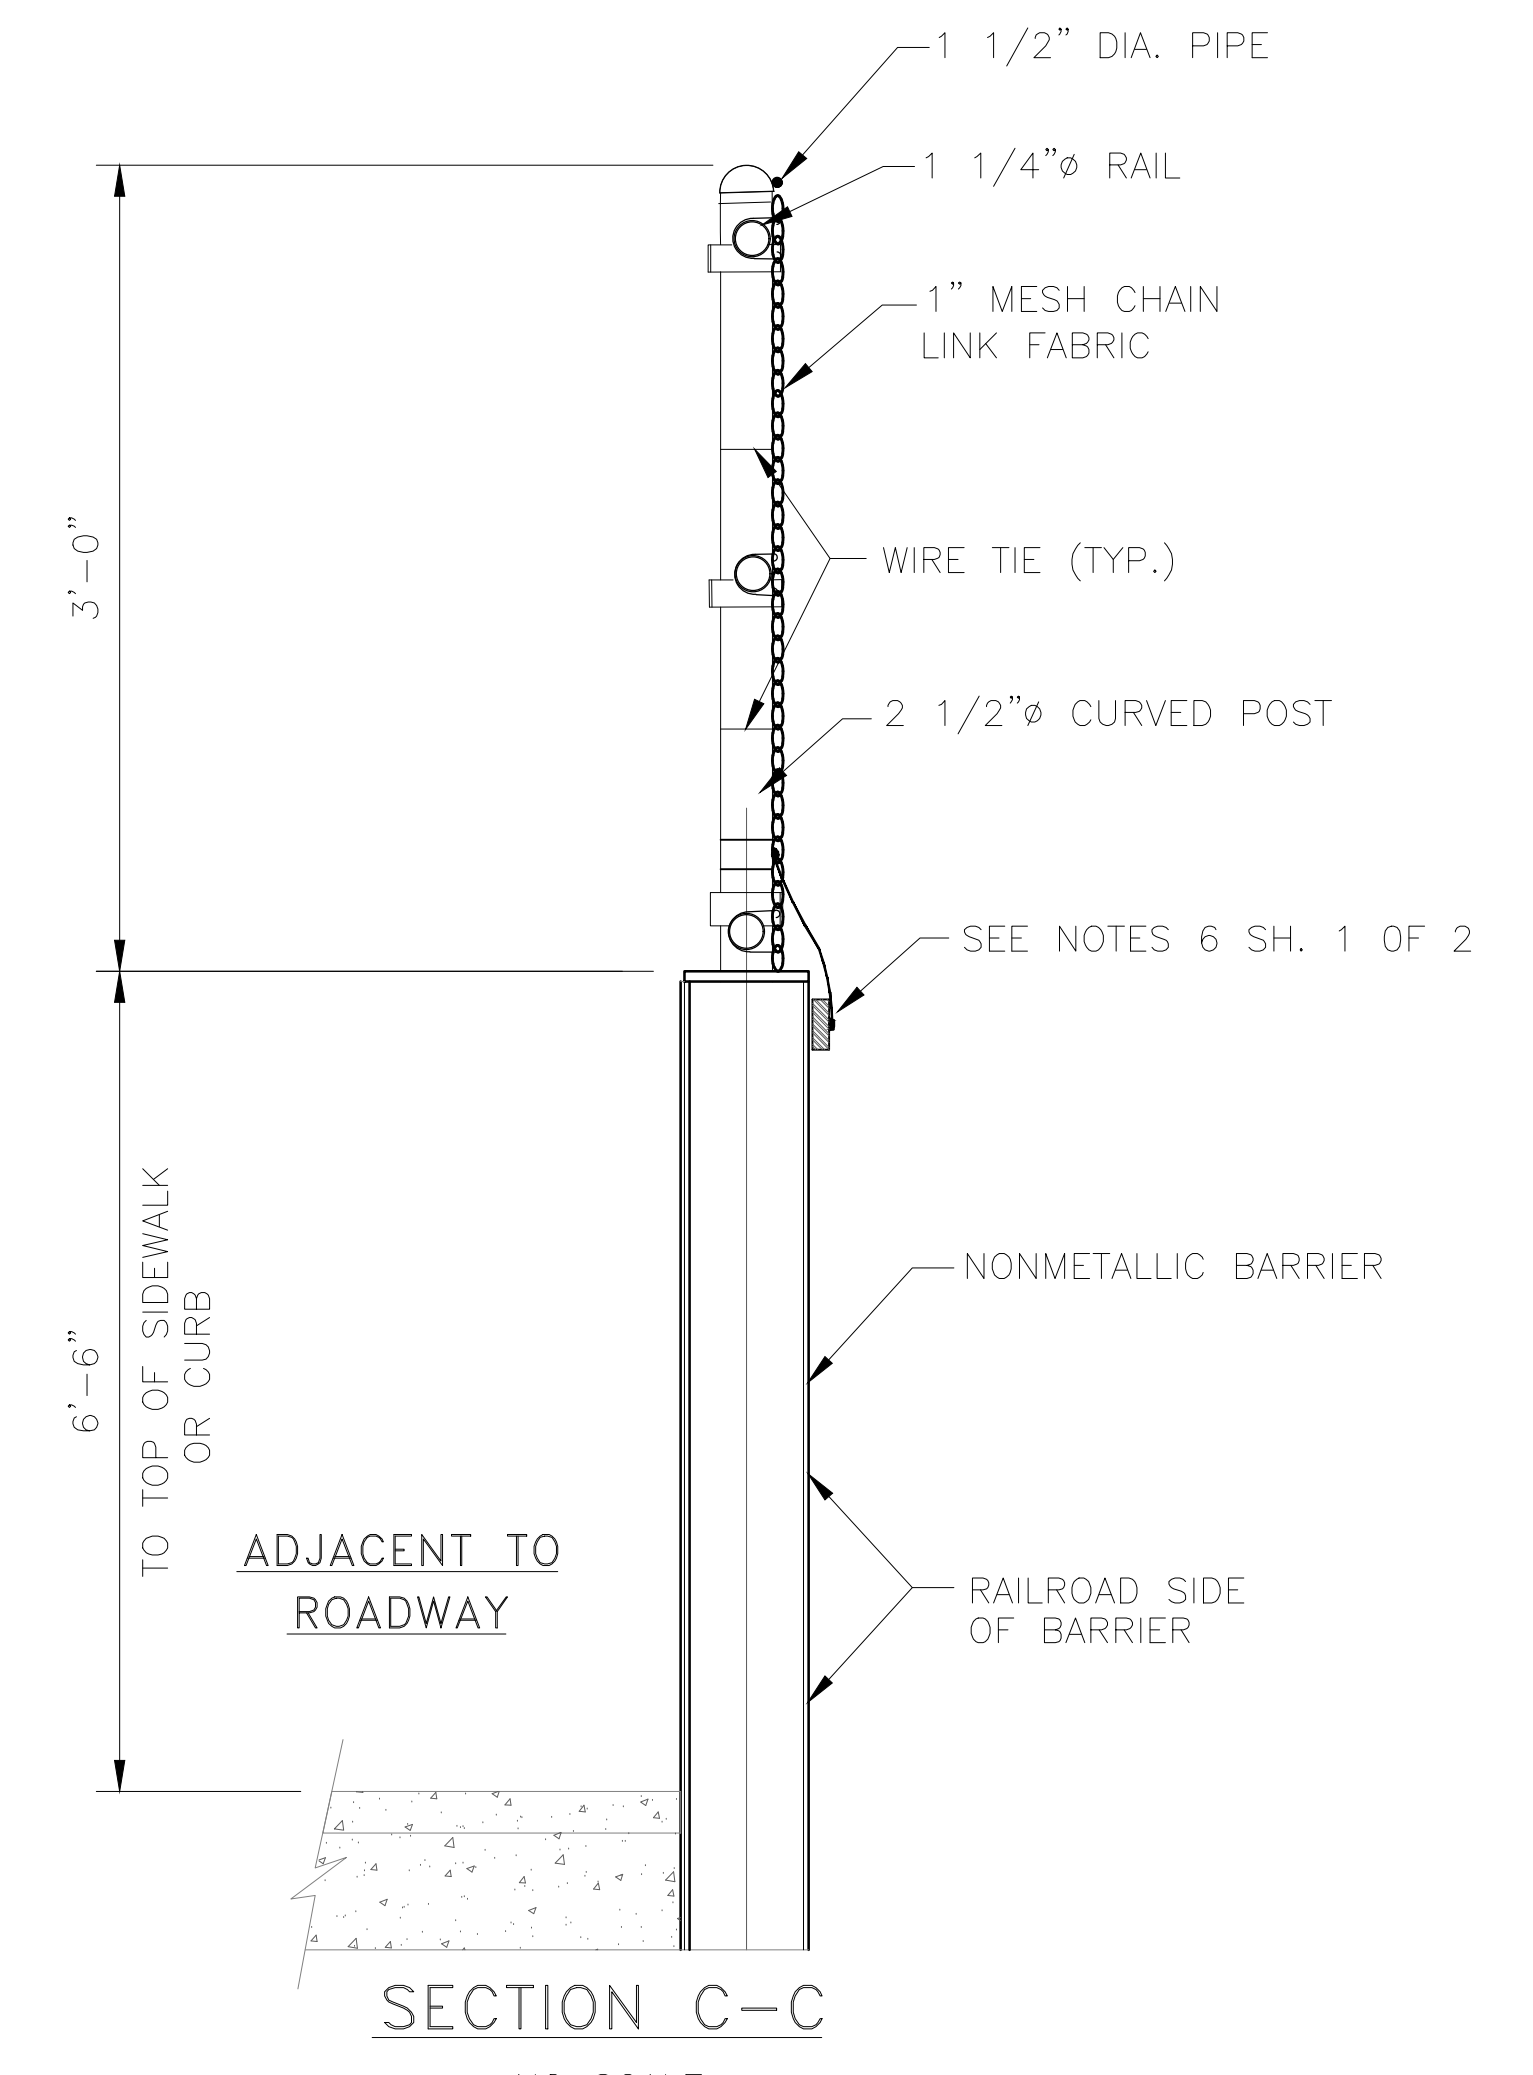 1 1/2” DIA. PIPE
1 1/4”ø RAIL
1” MESH CHAIN
LINK FABRIC
3'-0”
WIRE TIE (TYP.)
2 1/2”ø CURVED POST
SEE NOTES 6 SH. 1 OF 2
NONMETALLIC BARRIER
6'-6”
TO TOP OF SIDEWALK
OR CURB
ADJACENT TO
ROADWAY
RAILROAD SIDE
OF BARRIER
SECTION C-C